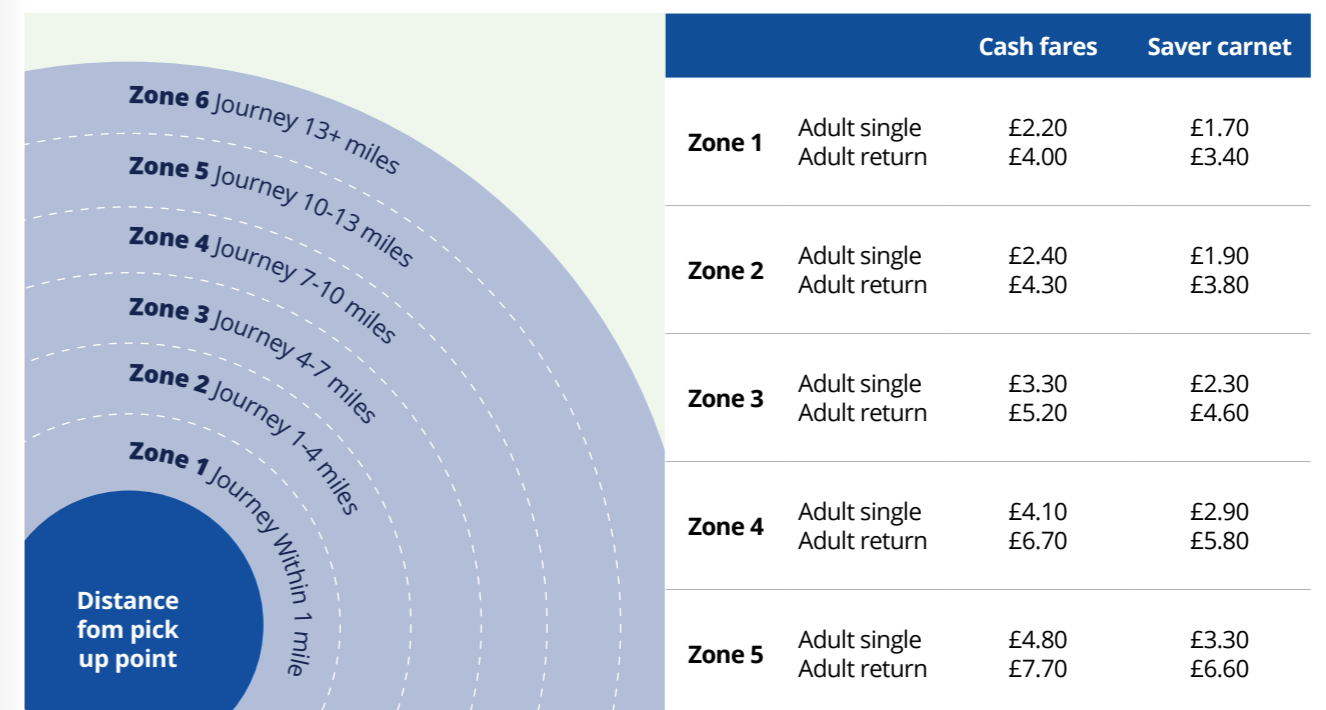 Zone 6 Journey 13+ miles
Zone 5 Journey 10-13 miles
Zone 4 Journey 7-10 miles
Zone 3 Journey 4-7 miles
Zone 2 Journey 1-4 miles
Zone 1 Journey Within 1 mile
Distance
fom pick
up point
Cash fares Saver carnet
Zone 1
Adult single £2.20 £1.70
Adult return £4.00 £3.40
Zone 2
Adult single £2.40 £1.90
Adult return £4.30 £3.80
Zone 3
Adult single £3.30 £2.30
Adult return £5.20 £4.60
Zone 4
Adult single £4.10 £2.90
Adult return £6.70 £5.80
Zone 5
Adult single £4.80 £3.30
Adult return £7.70 £6.60